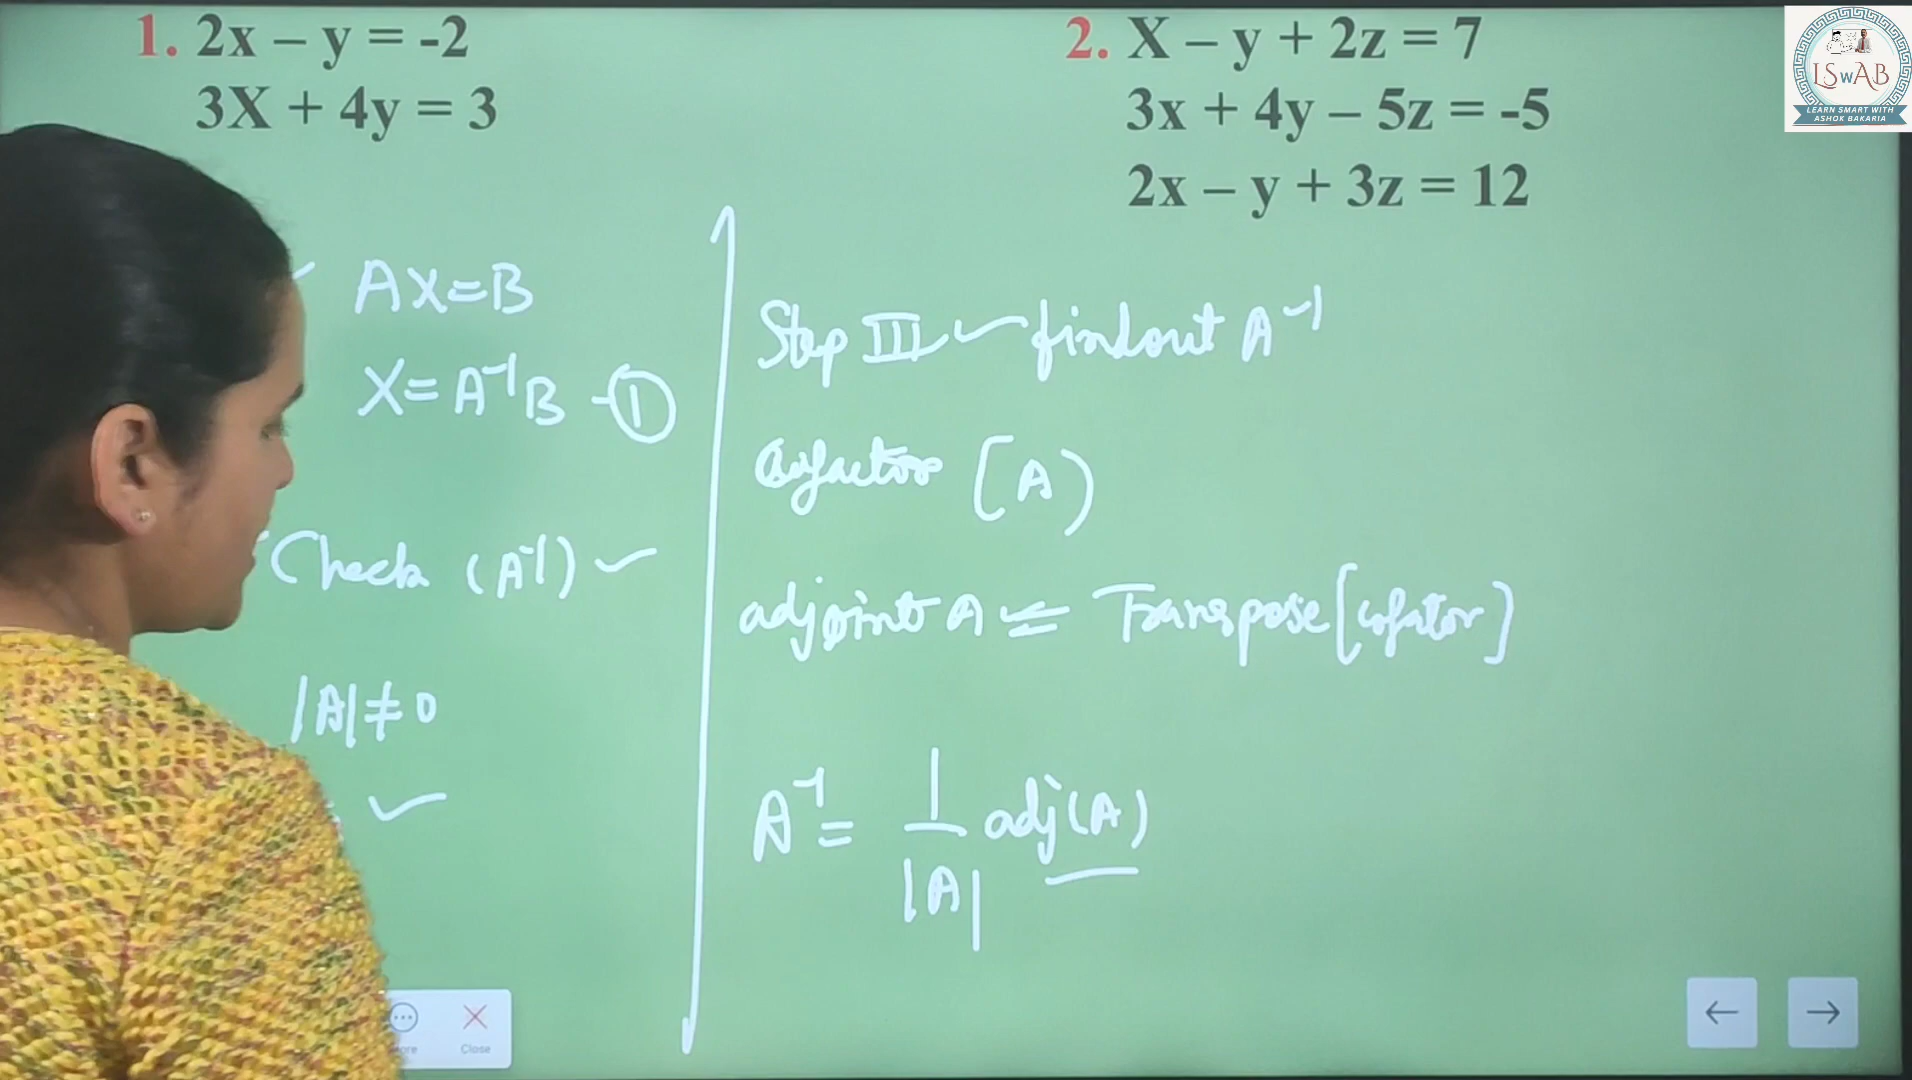 1. 2x – y = -2
3X + 4y = 3
2. X – y + 2z = 7
3x + 4y – 5z = -5
2x – y + 3z = 12
LSwAB
LEARN SMART WITH
ASHOK BAKARIA
AX=B
X=A⁻¹B -①
Check (A⁻¹) ✓
|A|≠0
✓
Step III ✓ findout A⁻¹
Cofactor [A)
adjoint A = Transpose[cofator]
A⁻¹= 1/|A| adj(A)
Close